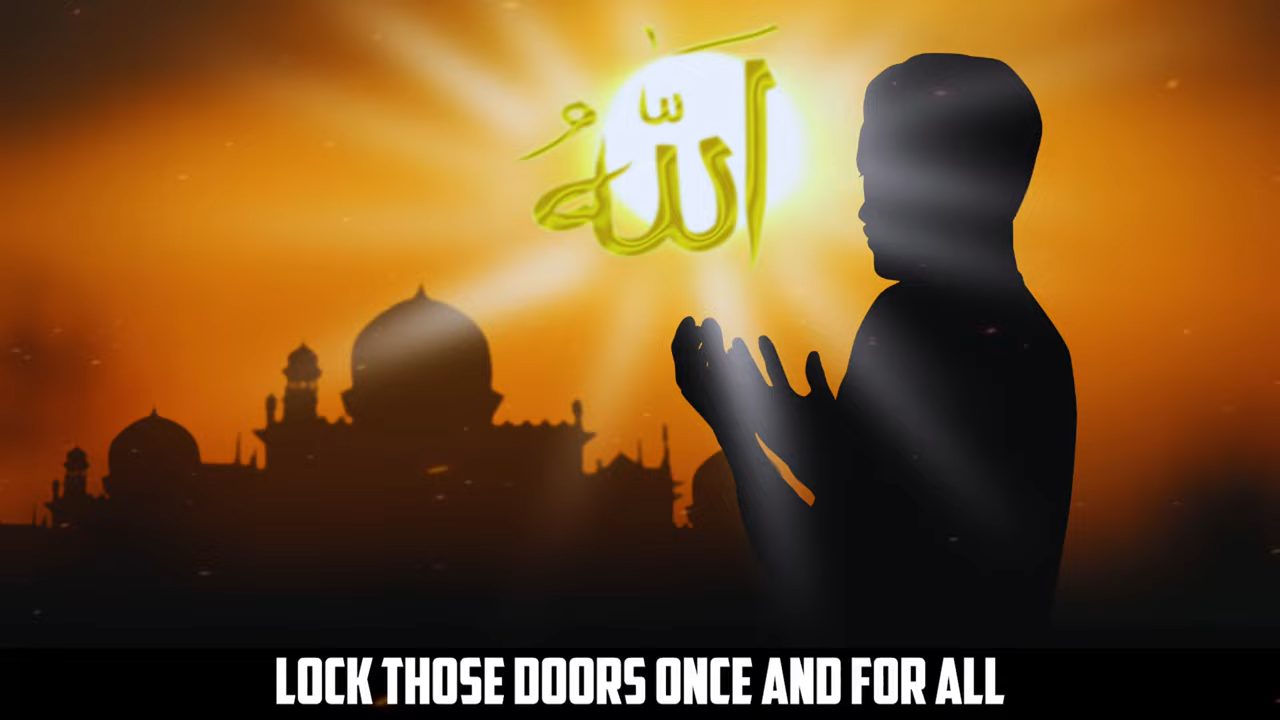 اللهُ
LOCK THOSE DOORS ONCE AND FOR ALL